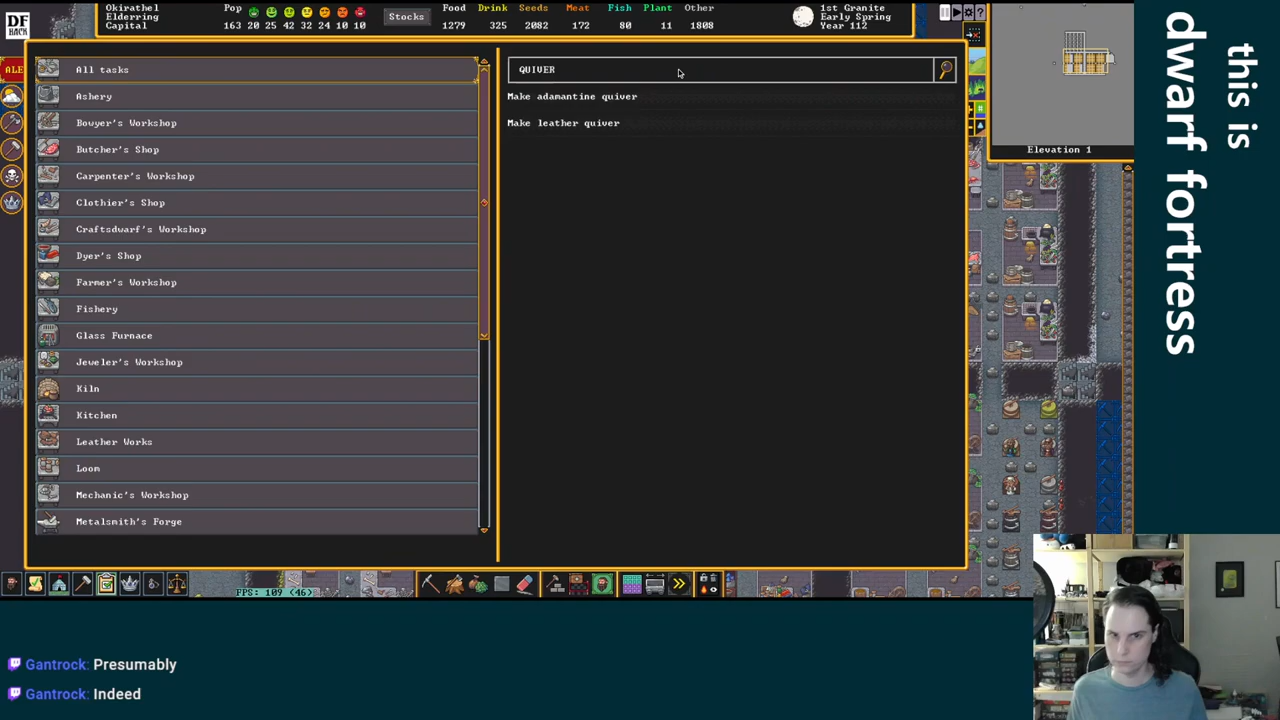 DF
HACK
Okirathel
Elderring
Capital
Pop
163 20 25 42 32 24 10 10
Stocks
Food Drink Seeds Meat Fish Plant Other
1279 325 2082 172 80 11 1808
1st Granite
Early Spring
Year 112
ALE
All tasks
Ashery
Bowyer's Workshop
Butcher's Shop
Carpenter's Workshop
Clothier's Shop
Craftsdwarf's Workshop
Dyer's Shop
Farmer's Workshop
Fishery
Glass Furnace
Jeweler's Workshop
Kiln
Kitchen
Leather Works
Loom
Mechanic's Workshop
Metalsmith's Forge
QUIVER
Make adamantine quiver
Make leather quiver
Elevation 1
this is
dwarf fortress
FPS: 109 (46)
Gantrock: Presumably
Gantrock: Indeed